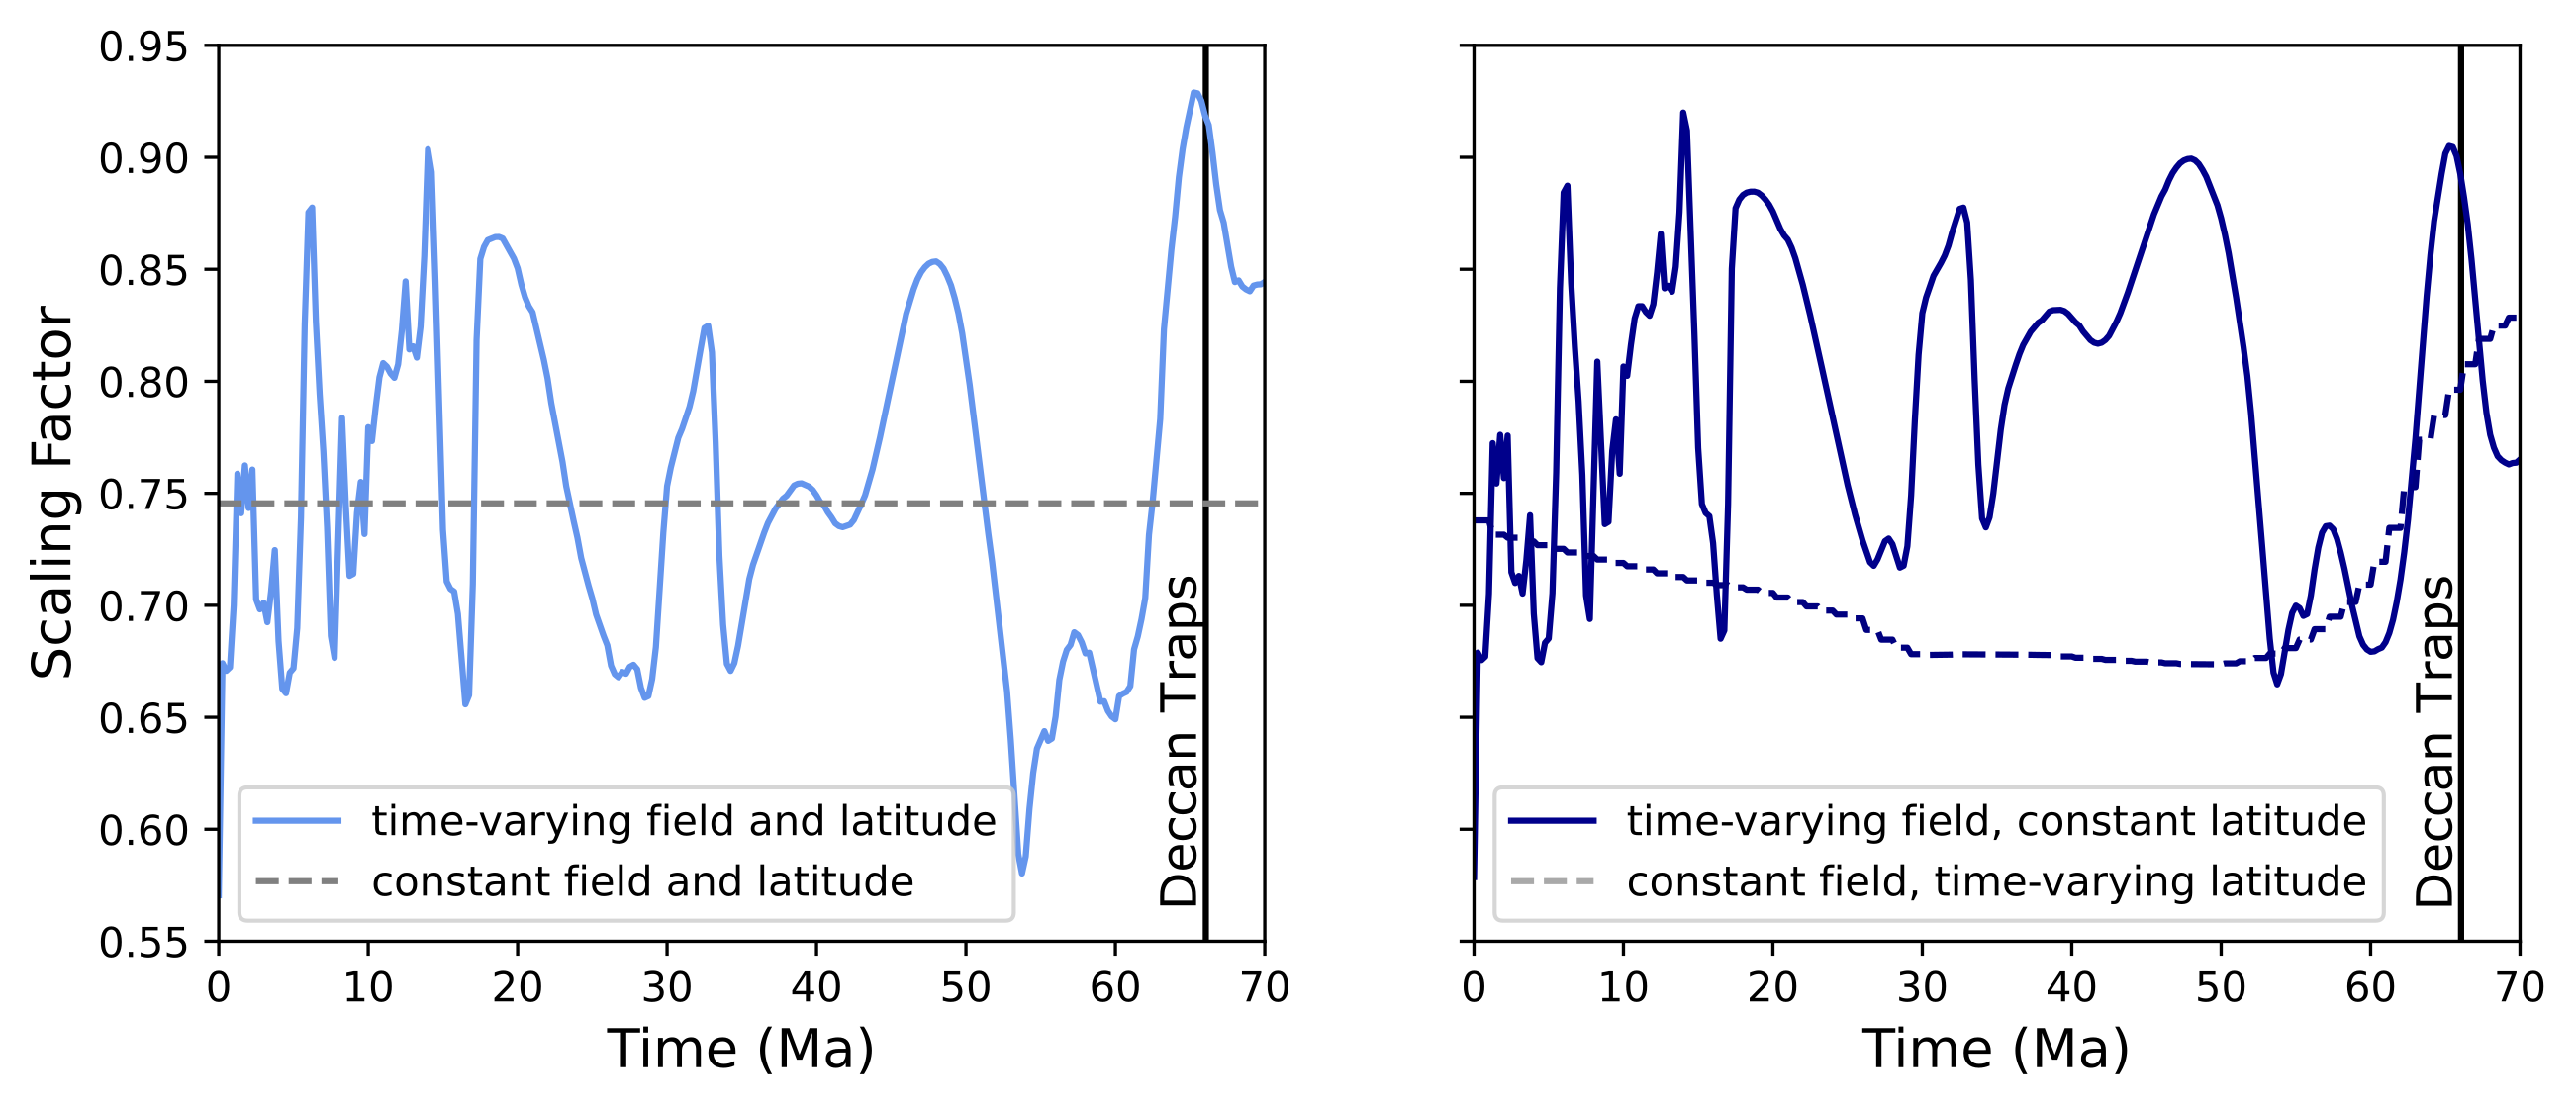 Scaling Factor
0.95
0.90
0.85
0.80
0.75
0.70
0.65
0.60
0.55
time-varying field and latitude
constant field and latitude
Deccan Traps
0 10 20 30 40 50 60 70
Time (Ma)
time-varying field, constant latitude
constant field, time-varying latitude
Deccan Traps
0 10 20 30 40 50 60 70
Time (Ma)